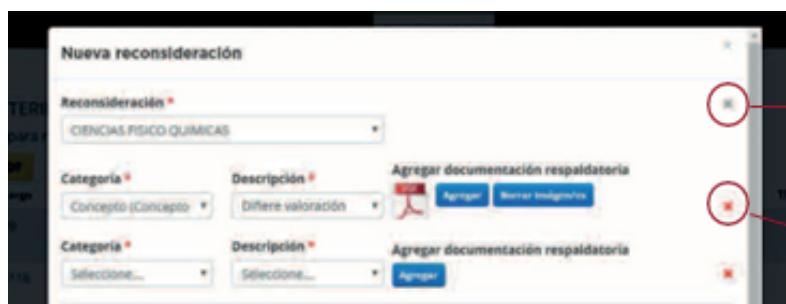 Nueva reconsideración
Reconsideración *
CIENCIAS FISICO QUIMICAS
Categoría * Descripción * Agregar documentación respaldatoria
Concepto (Concepto Difiere valoración Agregar Borrar Imágen/es
Categoría * Descripción * Agregar documentación respaldatoria
Seleccione... Seleccione... Agregar